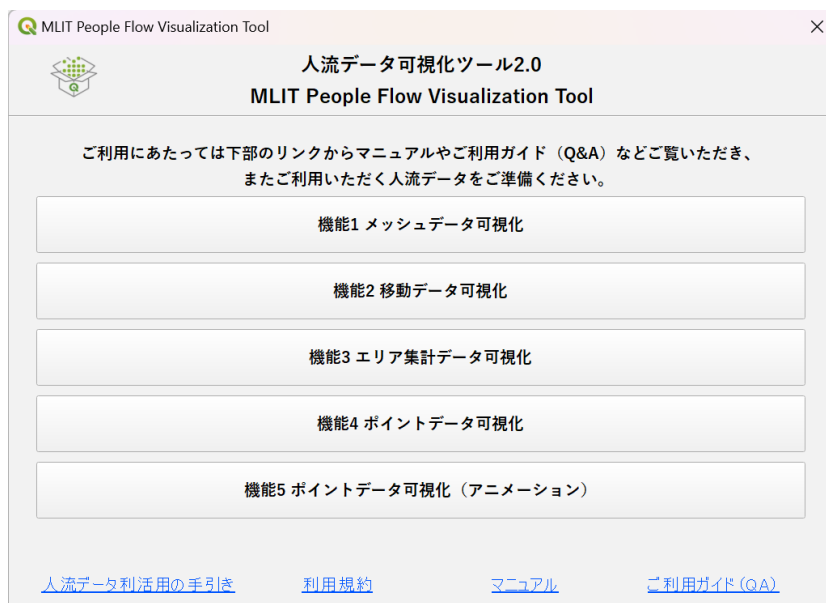 MLIT People Flow Visualization Tool
人流データ可視化ツール2.0
MLIT People Flow Visualization Tool
ご利用にあたっては下部のリンクからマニュアルやご利用ガイド（Q&A）などご覧いただき、
またご利用いただく人流データをご準備ください。
機能1 メッシュデータ可視化
機能2 移動データ可視化
機能3 エリア集計データ可視化
機能4 ポイントデータ可視化
機能5 ポイントデータ可視化（アニメーション）
人流データ利活用の手引き 利用規約 マニュアル ご利用ガイド（QA）